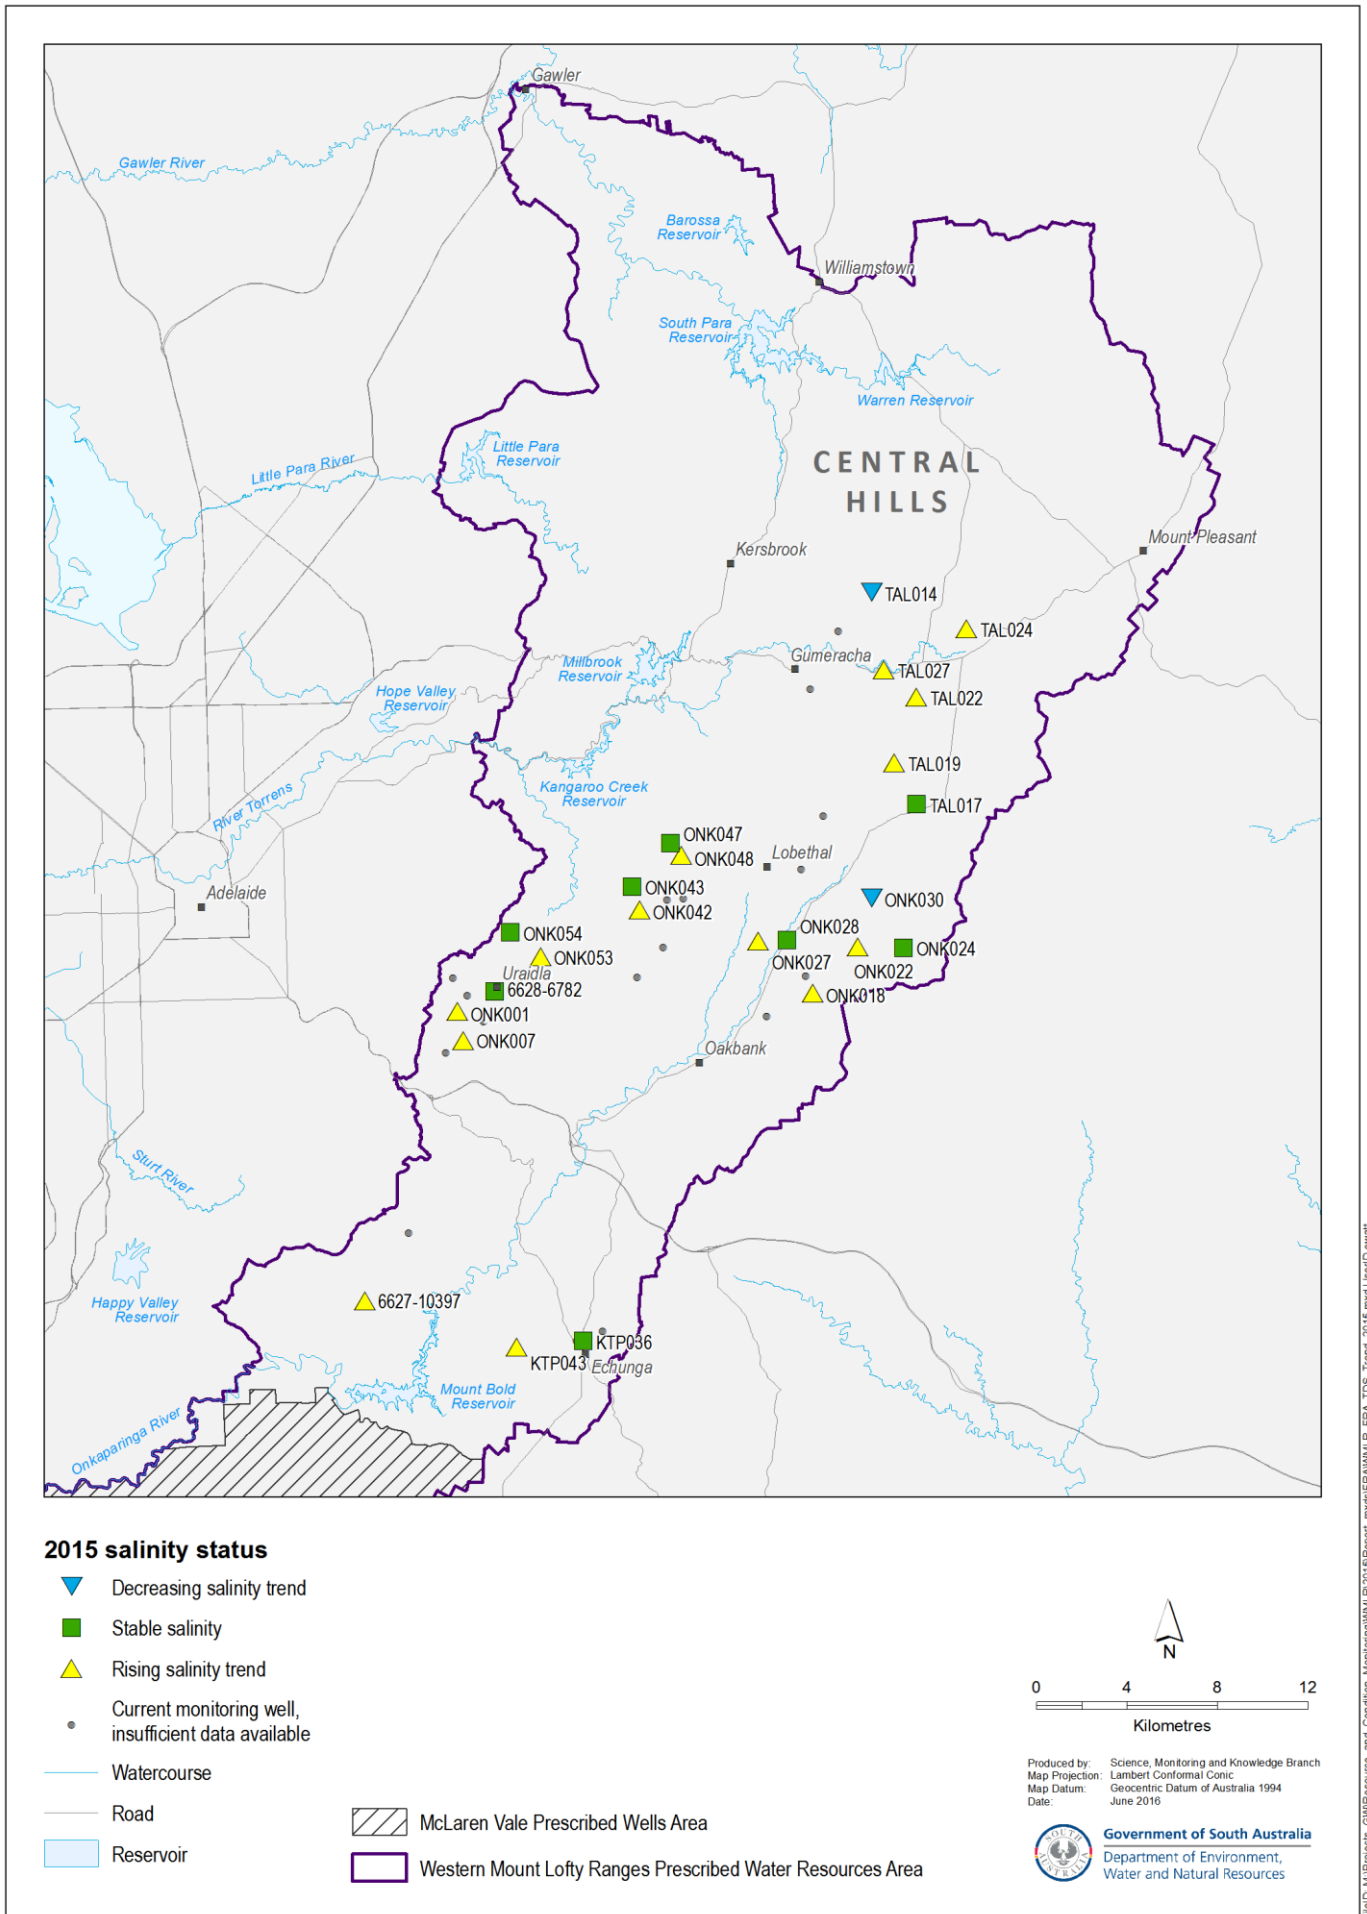 Gawler
Gawler River
Barossa
Reservoir
Williamstown
South Para
Reservoir
Warren Reservoir
Little Para
Reservoir
Little Para River
CENTRAL
HILLS
Mount Pleasant
Kersbrook
TAL014
TAL024
Gumeracha
Millbrook
Reservoir
TAL027
Hope Valley
Reservoir
TAL022
TAL019
Kangaroo Creek
Reservoir
TAL017
River Torrens
ONK047
ONK048
Lobethal
ONK043
Adelaide
ONK030
ONK042
ONK028
ONK054
ONK024
ONK053
ONK027
ONK022
Uraidla
6628-6782
ONK018
ONK001
ONK007
Oakbank
Sturt River
6627-10397
Happy Valley
Reservoir
KTP036
KTP043
Echunga
Mount Bold
Reservoir
Onkaparinga River
2015 salinity status
Decreasing salinity trend
Stable salinity
Rising salinity trend
Current monitoring well,
insufficient data available
Watercourse
Road
Reservoir
McLaren Vale Prescribed Wells Area
Western Mount Lofty Ranges Prescribed Water Resources Area
N
0 4 8 12
Kilometres
Produced by: Science, Monitoring and Knowledge Branch
Map Projection: Lambert Conformal Conic
Map Datum: Geocentric Datum of Australia 1994
Date: June 2016
SOUTH AUSTRALIA
Government of South Australia
Department of Environment,
Water and Natural Resources